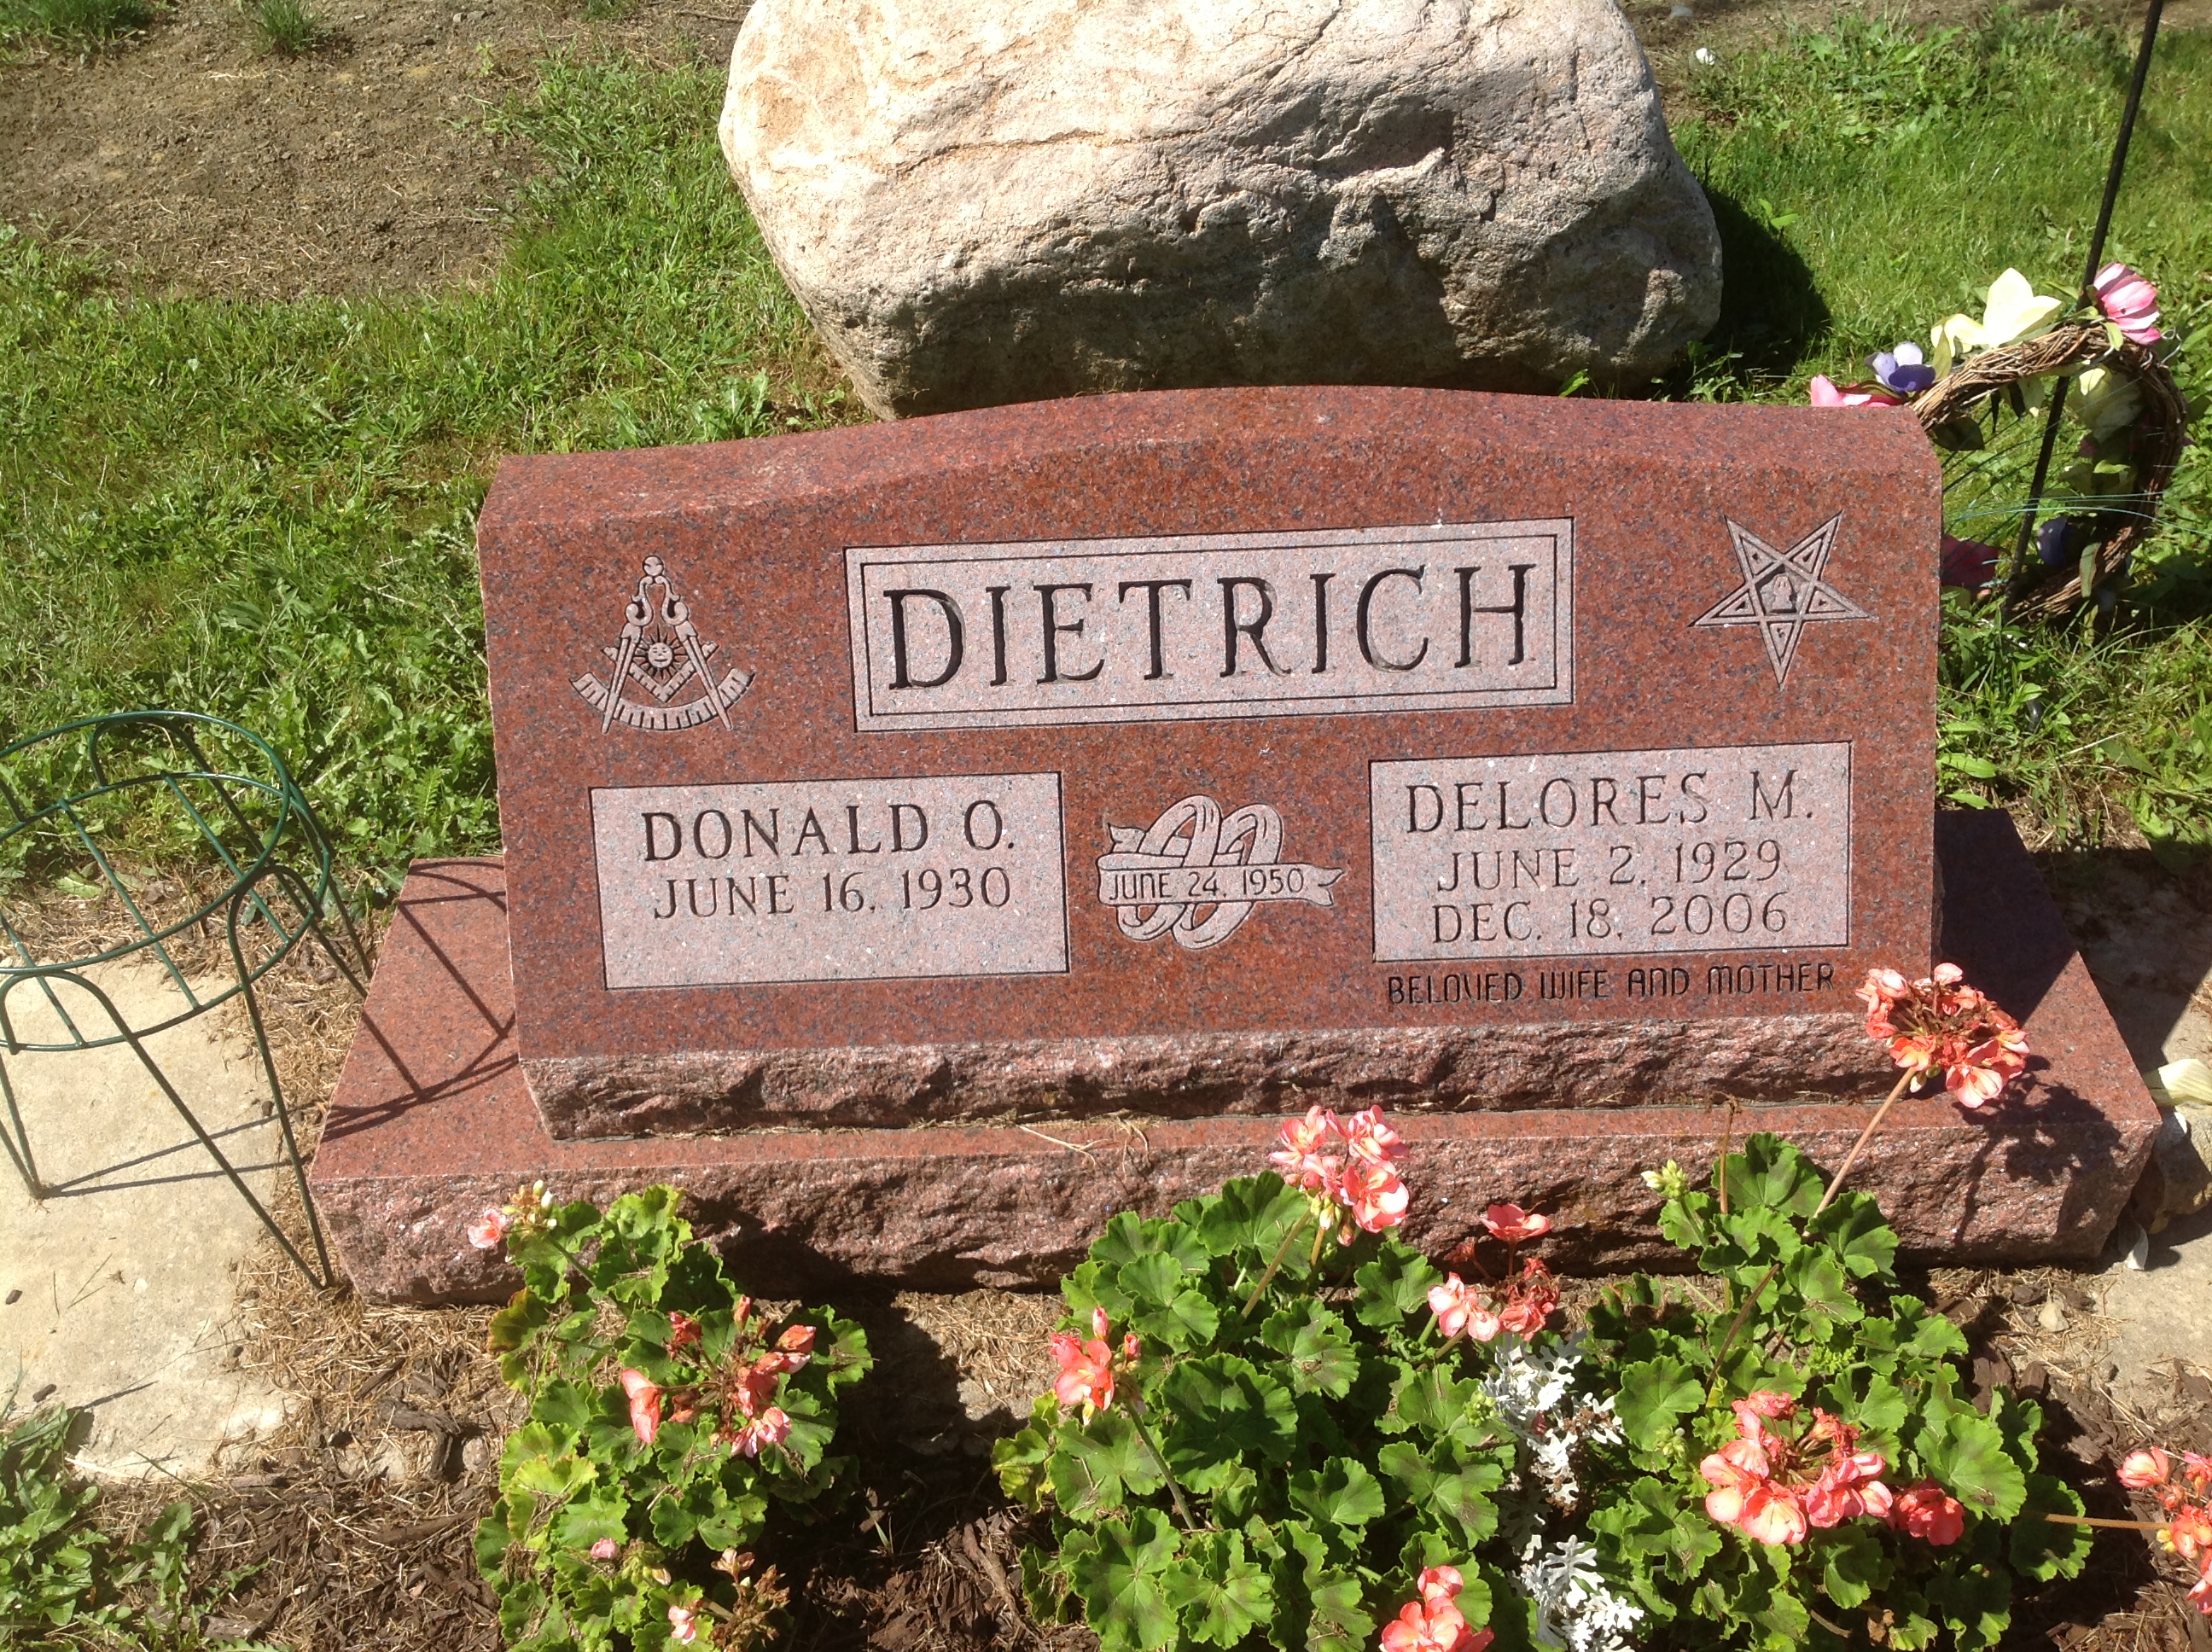 DIETRICH
DONALD O.
JUNE 16, 1930
JUNE 24, 1950
DELORES M.
JUNE 2, 1929
DEC. 18, 2006
BELOVED WIFE AND MOTHER